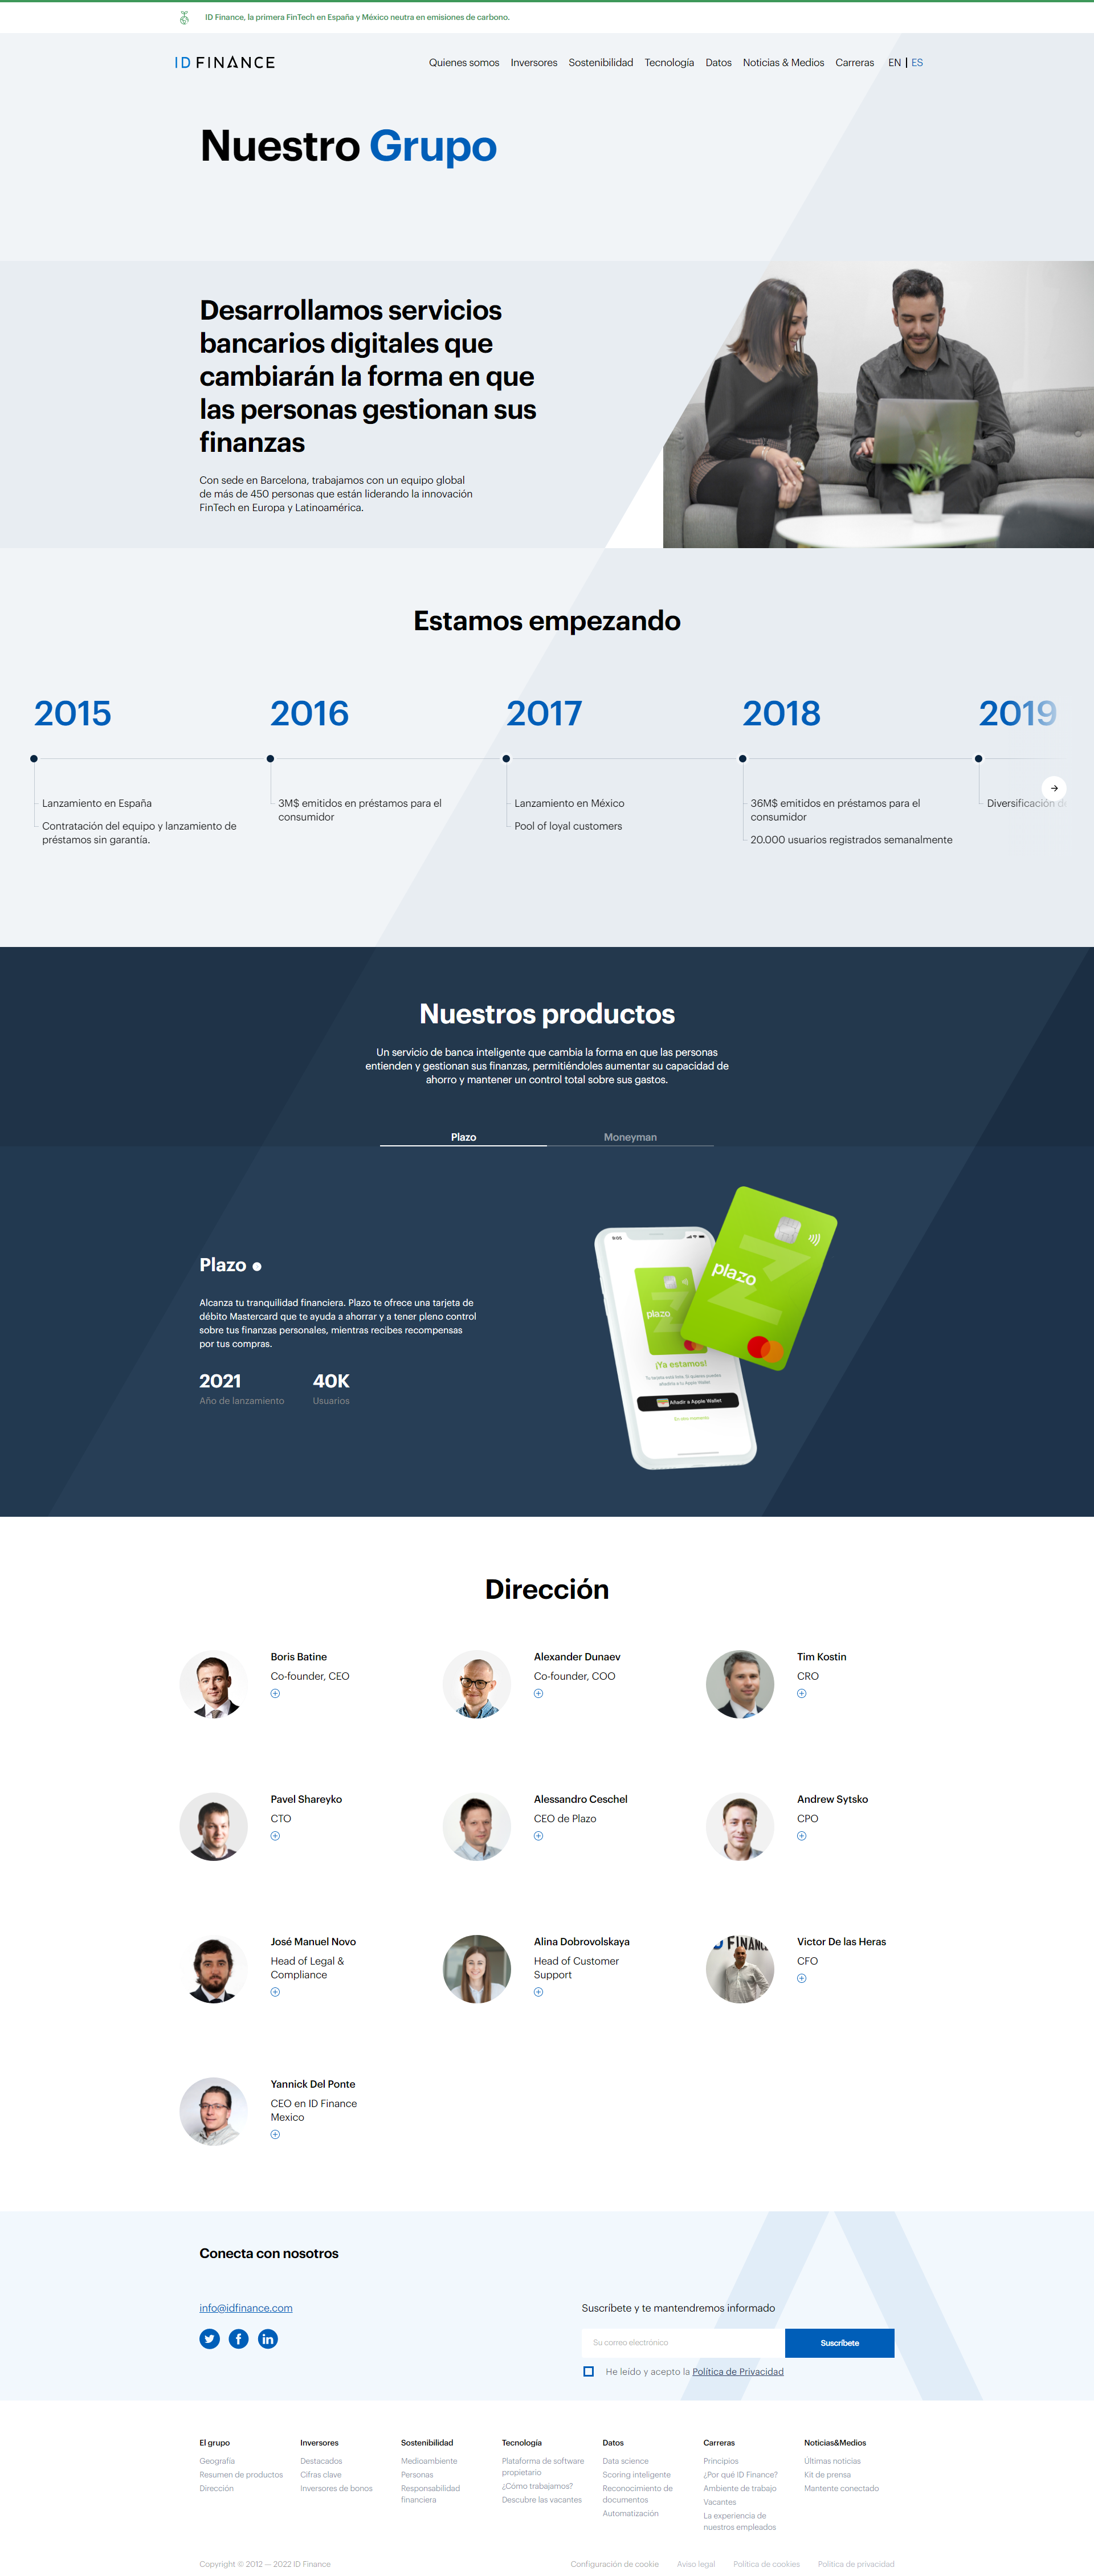 ID Finance, la primera FinTech en España y México neutra en emisiones de carbono.
ID FINANCE
Quienes somos Inversores Sostenibilidad Tecnología Datos Noticias & Medios Carreras EN | ES
Nuestro Grupo
Desarrollamos servicios
bancarios digitales que
cambiarán la forma en que
las personas gestionan sus
finanzas
Con sede en Barcelona, trabajamos con un equipo global
de más de 450 personas que están liderando la innovación
FinTech en Europa y Latinoamérica.
Estamos empezando
2015 2016 2017 2018 2019
Lanzamiento en España
Contratación del equipo y lanzamiento de
préstamos sin garantía.
3M$ emitidos en préstamos para el
consumidor
Lanzamiento en México
Pool of loyal customers
36M$ emitidos en préstamos para el
consumidor
20.000 usuarios registrados semanalmente
Diversificación de
Nuestros productos
Un servicio de banca inteligente que cambia la forma en que las personas
entienden y gestionan sus finanzas, permitiéndoles aumentar su capacidad de
ahorro y mantener un control total sobre sus gastos.
Plazo Moneyman
Plazo
Alcanza tu tranquilidad financiera. Plazo te ofrece una tarjeta de
débito Mastercard que te ayuda a ahorrar y a tener pleno control
sobre tus finanzas personales, mientras recibes recompensas
por tus compras.
2021 40K
Año de lanzamiento Usuarios
plazo
plazo
¡Ya estamos!
Añadir a Apple Wallet
Dirección
Boris Batine
Co-founder, CEO
Alexander Dunaev
Co-founder, COO
Tim Kostin
CRO
Pavel Shareyko
CTO
Alessandro Ceschel
CEO de Plazo
Andrew Sytsko
CPO
José Manuel Novo
Head of Legal &
Compliance
Alina Dobrovolskaya
Head of Customer
Support
Victor De las Heras
CFO
Yannick Del Ponte
CEO en ID Finance
Mexico
Conecta con nosotros
info@idfinance.com
Suscríbete y te mantendremos informado
Su correo electrónico
Suscríbete
He leído y acepto la Política de Privacidad
El grupo
Geografía
Resumen de productos
Dirección
Inversores
Destacados
Cifras clave
Inversores de bonos
Sostenibilidad
Medioambiente
Personas
Responsabilidad
financiera
Tecnología
Plataforma de software
propietario
¿Cómo trabajamos?
Descubre las vacantes
Datos
Data science
Scoring inteligente
Reconocimiento de
documentos
Automatización
Carreras
Principios
¿Por qué ID Finance?
Ambiente de trabajo
Vacantes
La experiencia de
nuestros empleados
Noticias&Medios
Últimas noticias
Kit de prensa
Mantente conectado
Copyright © 2012 — 2022 ID Finance
Configuración de cookie Aviso legal Política de cookies Política de privacidad